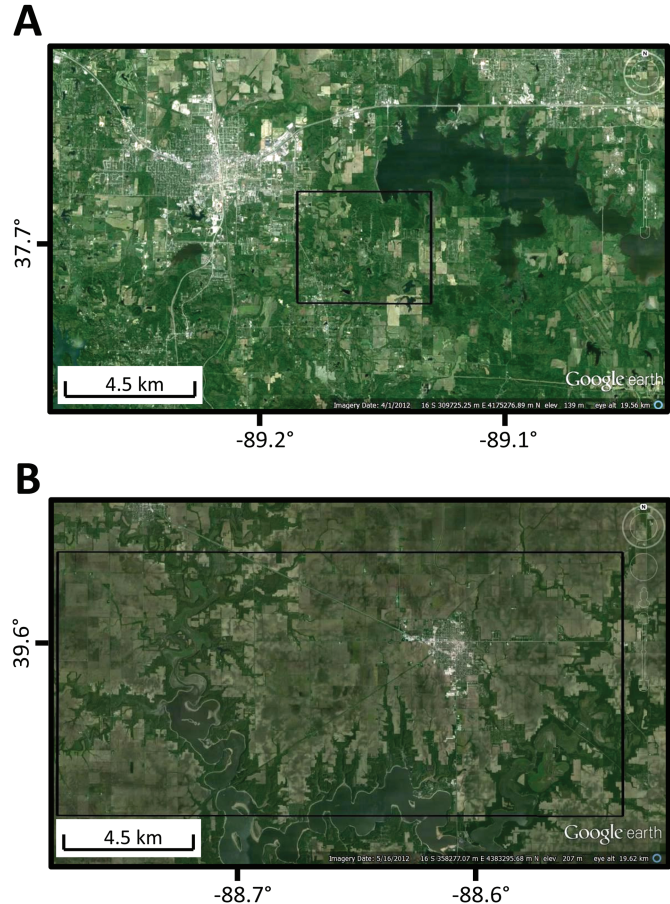 A
N
37.7°
4.5 km
Google earth
Imagery Date: 4/1/2012 16 S 309725.25 m E 4175276.89 m N elev 139 m eye alt 19.56 km
-89.2° -89.1°
B
N
39.6°
4.5 km
Google earth
Imagery Date: 5/16/2012 16 S 358277.07 m E 4383295.68 m N elev 207 m eye alt 19.62 km
-88.7° -88.6°